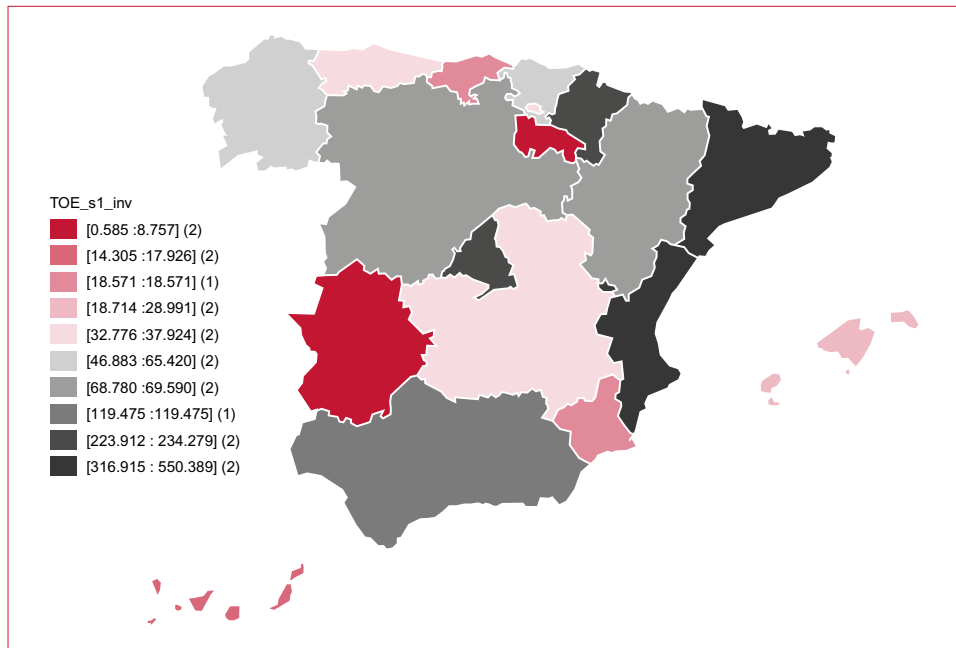 TOE_s1_inv
[0.585 :8.757] (2)
[14.305 :17.926] (2)
[18.571 :18.571] (1)
[18.714 :28.991] (2)
[32.776 :37.924] (2)
[46.883 :65.420] (2)
[68.780 :69.590] (2)
[119.475 :119.475] (1)
[223.912 : 234.279] (2)
[316.915 : 550.389] (2)